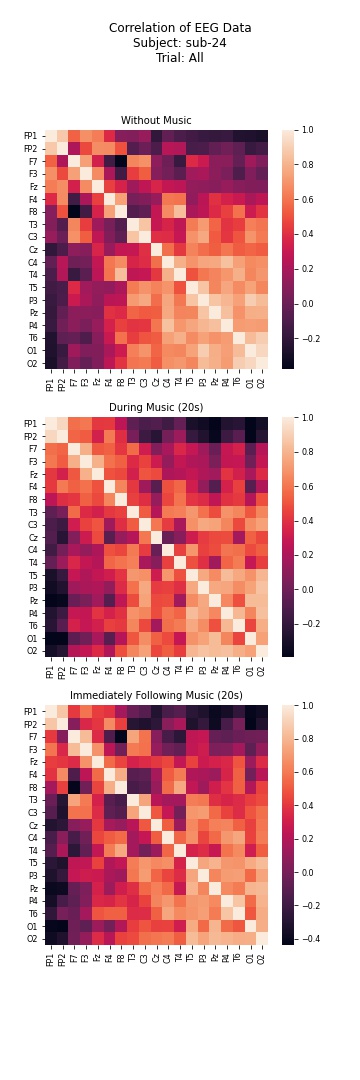 Correlation of EEG Data
Subject: sub-24
Trial: All
Without Music
FP1
FP2
F7
F3
Fz
F4
F8
T3
C3
Cz
C4
T4
T5
P3
Pz
P4
T6
O1
O2
FP1 FP2 F7 F3 Fz F4 F8 T3 C3 Cz C4 T4 T5 P3 Pz P4 T6 O1 O2
1.0
0.8
0.6
0.4
0.2
0.0
−0.2
During Music (20s)
FP1
FP2
F7
F3
Fz
F4
F8
T3
C3
Cz
C4
T4
T5
P3
Pz
P4
T6
O1
O2
FP1 FP2 F7 F3 Fz F4 F8 T3 C3 Cz C4 T4 T5 P3 Pz P4 T6 O1 O2
1.0
0.8
0.6
0.4
0.2
0.0
−0.2
Immediately Following Music (20s)
FP1
FP2
F7
F3
Fz
F4
F8
T3
C3
Cz
C4
T4
T5
P3
Pz
P4
T6
O1
O2
FP1 FP2 F7 F3 Fz F4 F8 T3 C3 Cz C4 T4 T5 P3 Pz P4 T6 O1 O2
1.0
0.8
0.6
0.4
0.2
0.0
−0.2
−0.4